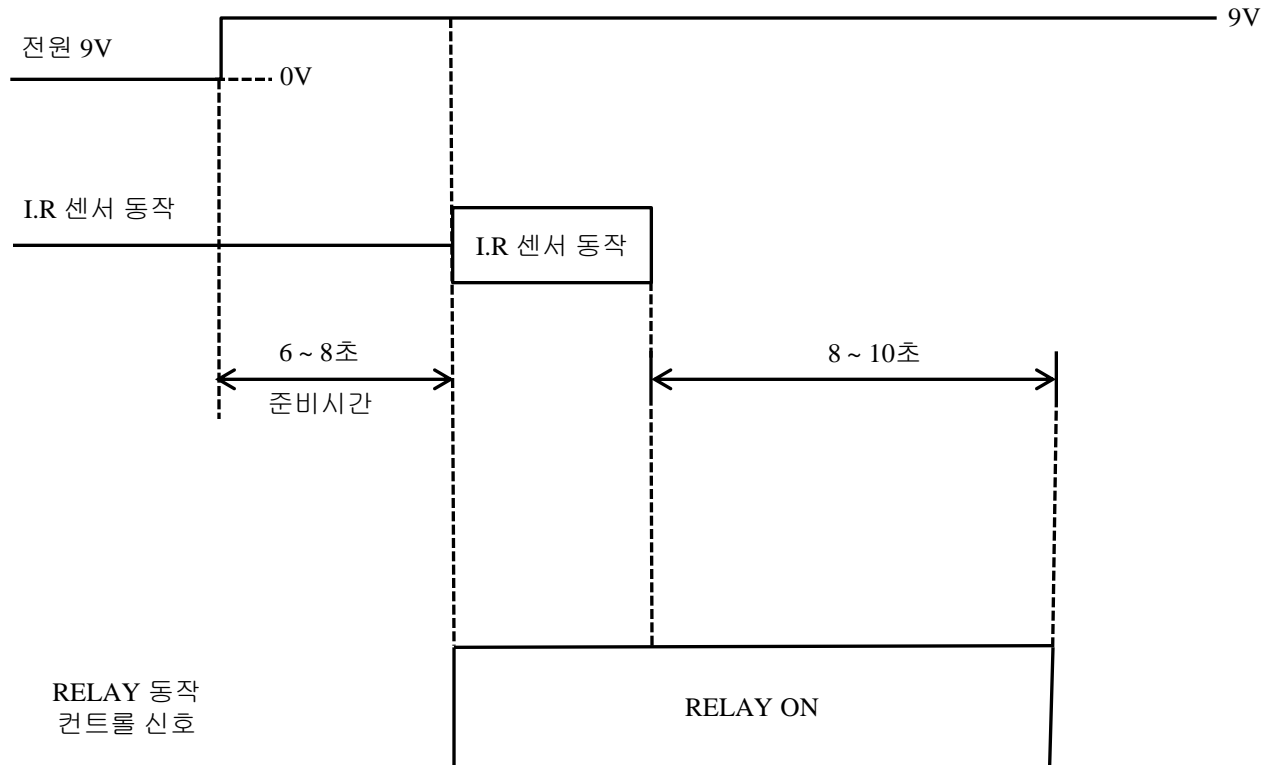 9V
전원 9V
0V
I.R 센서 동작
I.R 센서 동작
6 ~ 8초
8 ~ 10초
준비시간
RELAY 동작
컨트롤 신호
RELAY ON